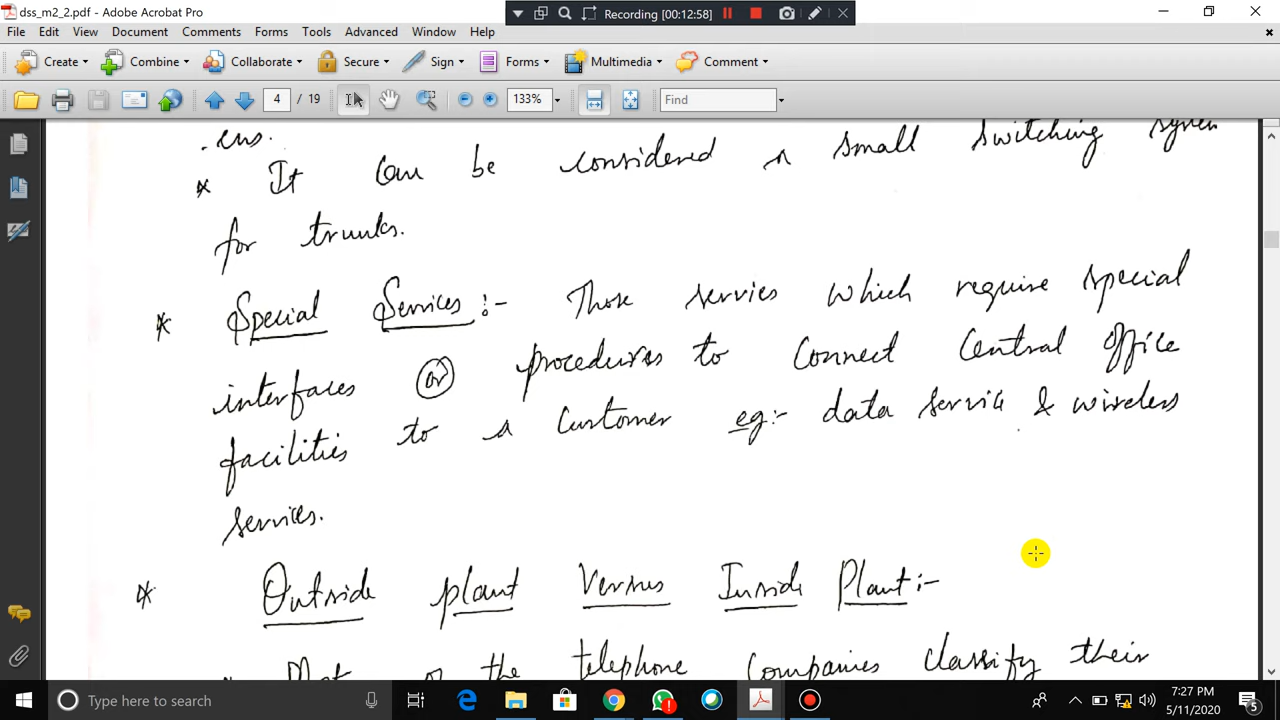 dss_m2_2.pdf - Adobe Acrobat Pro
Recording [00:12:58]
File Edit View Document Comments Forms Tools Advanced Window Help
Create Combine Collaborate Secure Sign Forms Multimedia Comment
4 / 19 133% Find
ens.
* It can be considered a small switching system
for trunks.
* Special Services :- Those servies which require special
interfaces (or) procedures to connect Central office
facilities to a customer eg:- data service & wireless
services.
* Outside plant Versus Inside Plant :-
* Most of the telephone companies classify their
Type here to search
7:27 PM
5/11/2020
5